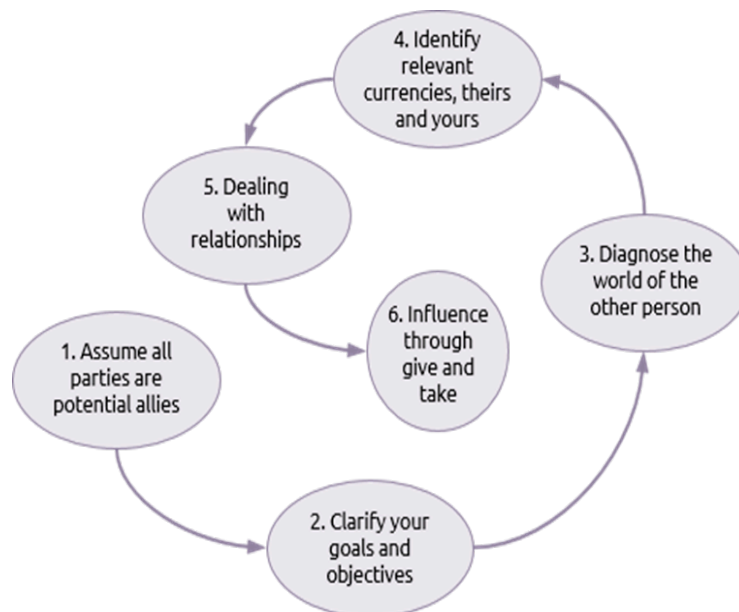 1. Assume all
parties are
potential allies
2. Clarify your
goals and
objectives
3. Diagnose the
world of the
other person
4. Identify
relevant
currencies, theirs
and yours
5. Dealing
with
relationships
6. Influence
through
give and
take